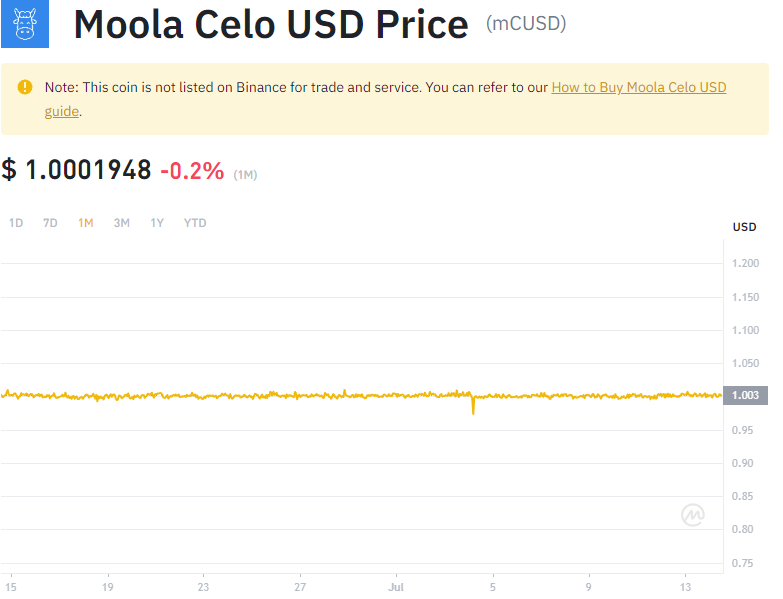 Moola Celo USD Price (mCUSD)
Note: This coin is not listed on Binance for trade and service. You can refer to our How to Buy Moola Celo USD
guide.
$ 1.0001948 -0.2% (1M)
1D 7D 1M 3M 1Y YTD
USD
1.200
1.150
1.100
1.050
1.003
0.95
0.90
0.85
0.80
0.75
15 19 23 27 Jul 5 9 13